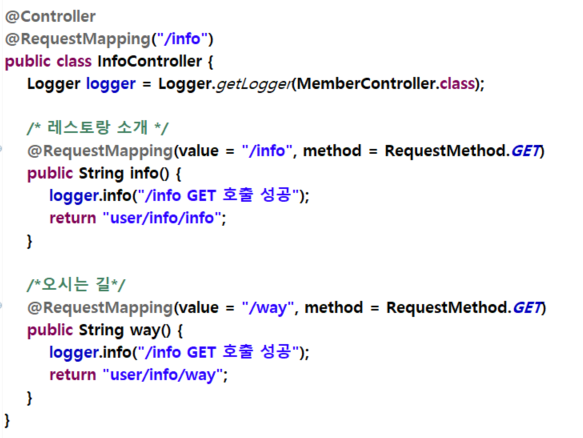 @Controller
@RequestMapping("/info")
public class InfoController {
Logger logger = Logger.getLogger(MemberController.class);
/* 레스토랑 소개 */
@RequestMapping(value = "/info", method = RequestMethod.GET)
public String info() {
logger.info("/info GET 호출 성공");
return "user/info/info";
}
/*오시는 길*/
@RequestMapping(value = "/way", method = RequestMethod.GET)
public String way() {
logger.info("/info GET 호출 성공");
return "user/info/way";
}
}